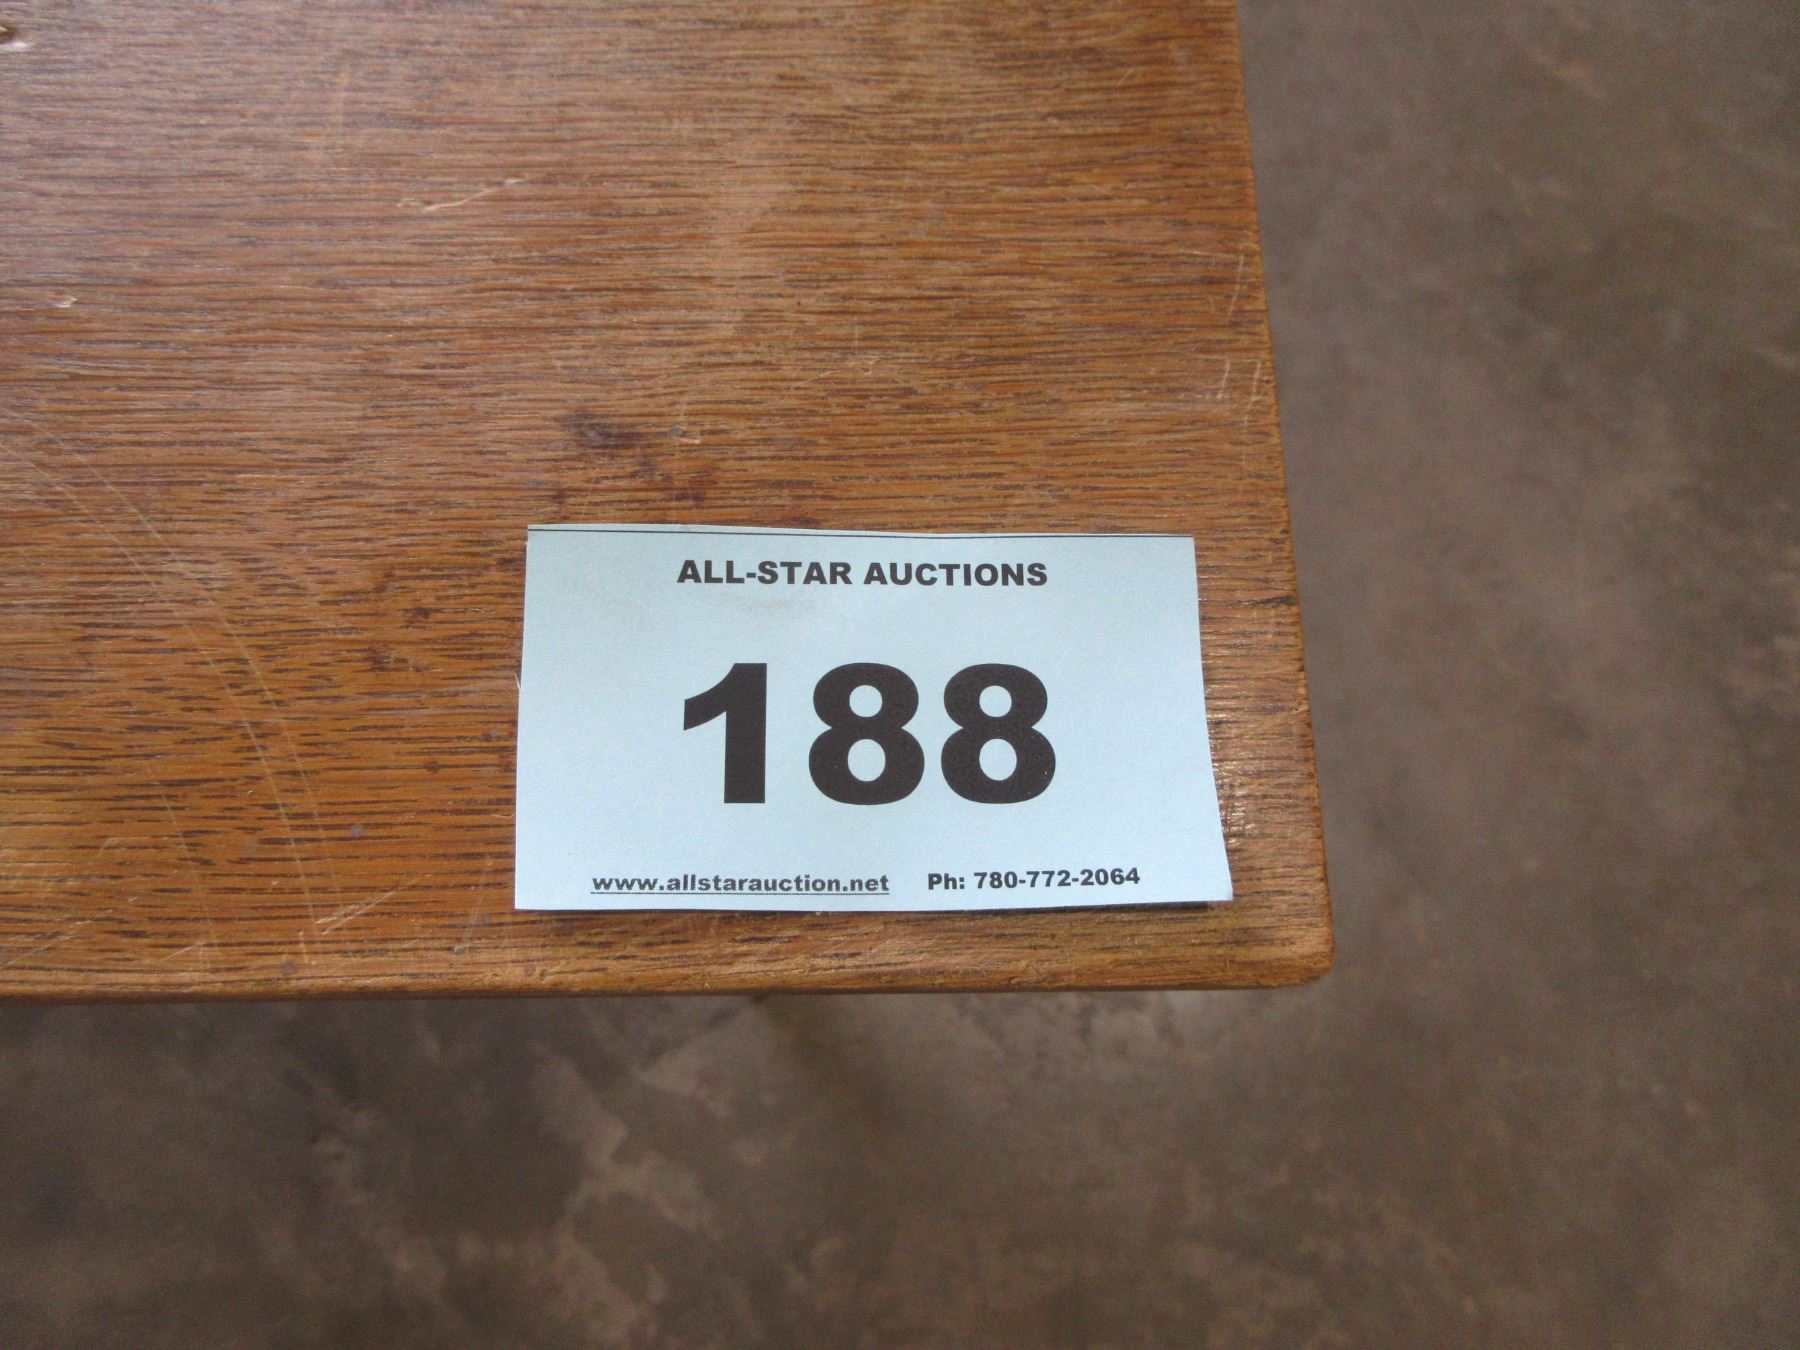 ALL-STAR AUCTIONS
188
www.allstarauction.net Ph: 780-772-2064